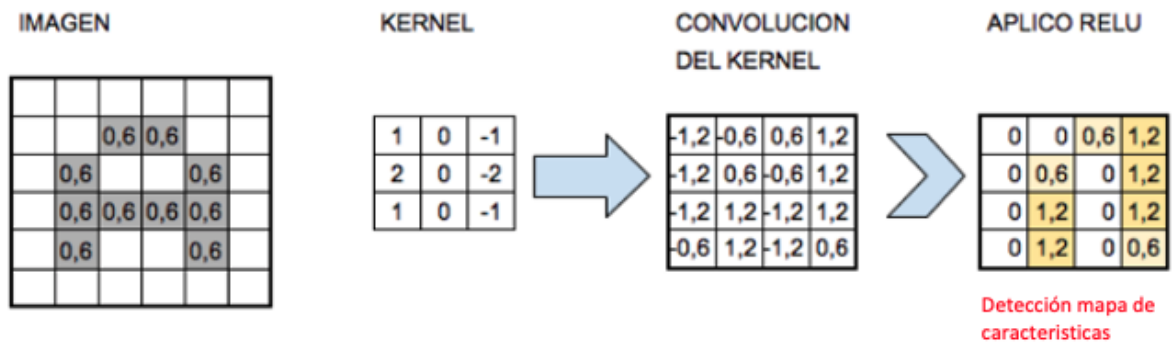 IMAGEN
KERNEL
CONVOLUCION
DEL KERNEL
APLICO RELU
0,6 0,6
0,6 0,6
0,6 0,6 0,6 0,6
0,6 0,6
1 0 -1
2 0 -2
1 0 -1
-1,2 -0,6 0,6 1,2
-1,2 0,6 -0,6 1,2
-1,2 1,2 -1,2 1,2
-0,6 1,2 -1,2 0,6
0 0 0,6 1,2
0 0,6 0 1,2
0 1,2 0 1,2
0 1,2 0 0,6
Detección mapa de
caracteristicas